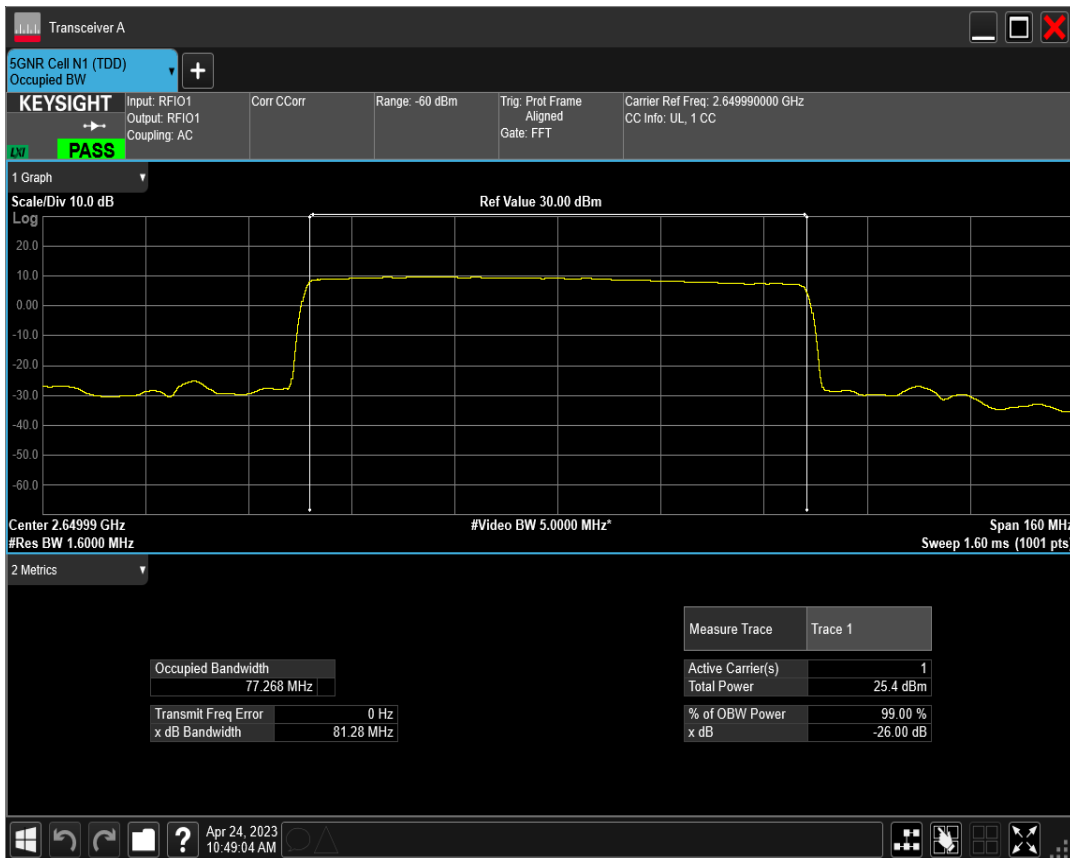 Transceiver A
5GNR Cell N1 (TDD)
Occupied BW
+
KEYSIGHT
LXI
PASS
Input: RFIO1
Output: RFIO1
Coupling: AC
Corr CCorr
Range: -60 dBm
Trig: Prot Frame
Aligned
Gate: FFT
Carrier Ref Freq: 2.649990000 GHz
CC Info: UL, 1 CC
1 Graph
Scale/Div 10.0 dB
Ref Value 30.00 dBm
Log
20.0
10.0
0.00
-10.0
-20.0
-30.0
-40.0
-50.0
-60.0
Center 2.64999 GHz
#Video BW 5.0000 MHz*
Span 160 MHz
#Res BW 1.6000 MHz
Sweep 1.60 ms (1001 pts)
2 Metrics
Measure Trace
Trace 1
Occupied Bandwidth
77.268 MHz
Active Carrier(s)
1
Total Power
25.4 dBm
Transmit Freq Error
0 Hz
x dB Bandwidth
81.28 MHz
% of OBW Power
99.00 %
x dB
-26.00 dB
?
Apr 24, 2023
10:49:04 AM